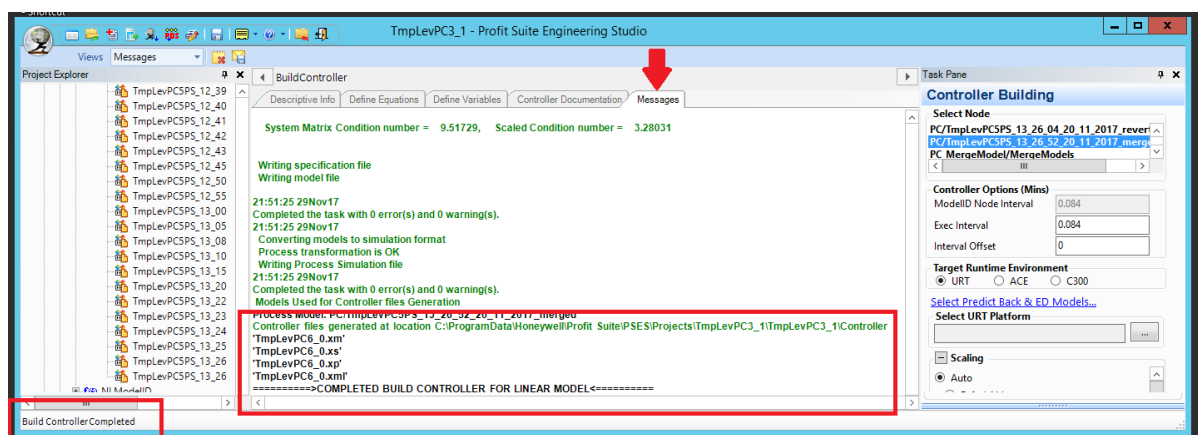 - Shortcut
TmpLevPC3_1 - Profit Suite Engineering Studio
Views Messages
Project Explorer
TmpLevPC5PS_12_39
TmpLevPC5PS_12_40
TmpLevPC5PS_12_41
TmpLevPC5PS_12_42
TmpLevPC5PS_12_43
TmpLevPC5PS_12_45
TmpLevPC5PS_12_50
TmpLevPC5PS_12_55
TmpLevPC5PS_13_00
TmpLevPC5PS_13_05
TmpLevPC5PS_13_08
TmpLevPC5PS_13_10
TmpLevPC5PS_13_15
TmpLevPC5PS_13_20
TmpLevPC5PS_13_22
TmpLevPC5PS_13_23
TmpLevPC5PS_13_24
TmpLevPC5PS_13_25
TmpLevPC5PS_13_26
TmpLevPC5PS_13_26
NLModelID
BuildController
Descriptive Info Define Equations Define Variables Controller Documentation Messages
System Matrix Condition number = 9.51729, Scaled Condition number = 3.28031
Writing specification file
Writing model file
21:51:25 29Nov17
Completed the task with 0 error(s) and 0 warning(s).
21:51:25 29Nov17
Converting models to simulation format
Process transformation is OK
Writing Process Simulation file
21:51:25 29Nov17
Completed the task with 0 error(s) and 0 warning(s).
Models Used for Controller files Generation
Process Model: PC/TmpLevPC5PS_13_26_52_20_11_2017_merged
Controller files generated at location C:\ProgramData\Honeywell\Profit Suite\PSES\Projects\TmpLevPC3_1\TmpLevPC3_1\Controller
'TmpLevPC6_0.xm'
'TmpLevPC6_0.xs'
'TmpLevPC6_0.xp'
'TmpLevPC6_0.xml'
==========>COMPLETED BUILD CONTROLLER FOR LINEAR MODEL<==========
Task Pane
Controller Building
Select Node
PC/TmpLevPC5PS_13_26_04_20_11_2017_rever
PC/TmpLevPC5PS_13_26_52_20_11_2017_merg
PC_MergeModel/MergeModels
Controller Options (Mins)
ModelID Node Interval 0.084
Exec Interval 0.084
Interval Offset 0
Target Runtime Environment
URT ACE C300
Select Predict Back & ED Models...
Select URT Platform
...
Scaling
Auto
Build ControllerCompleted